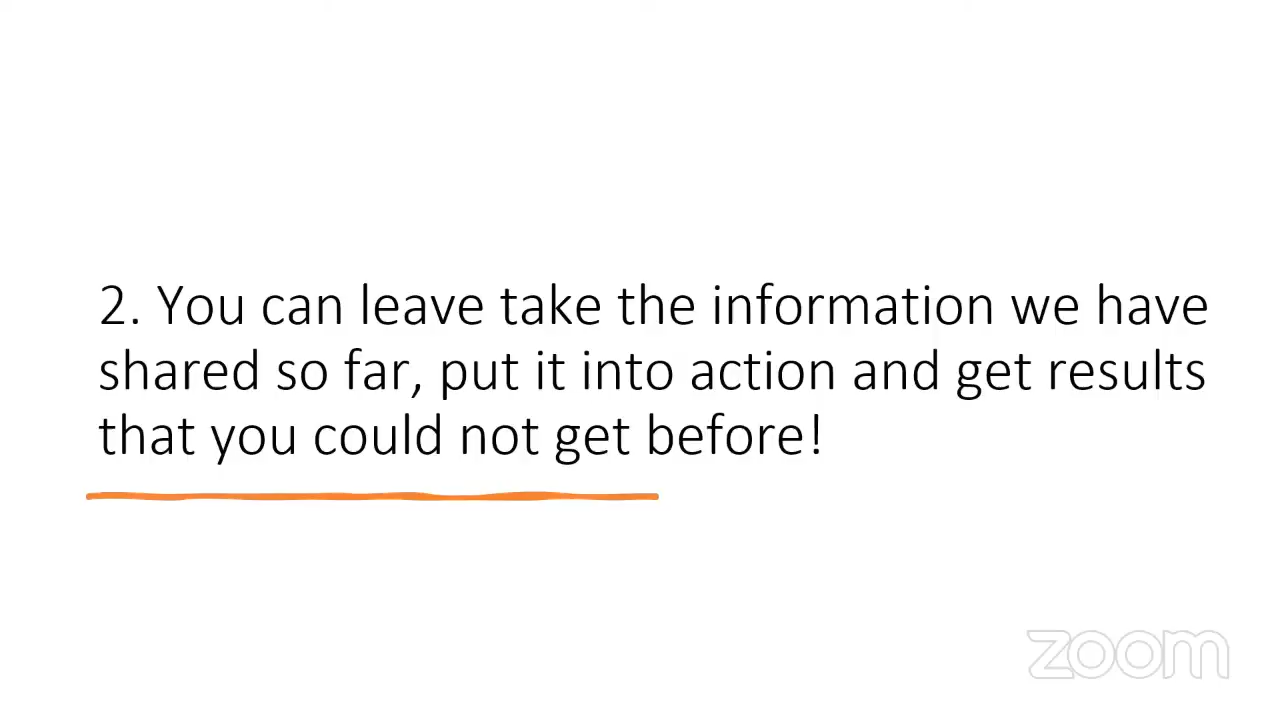 2. You can leave take the information we have
shared so far, put it into action and get results
that you could not get before!
zoom